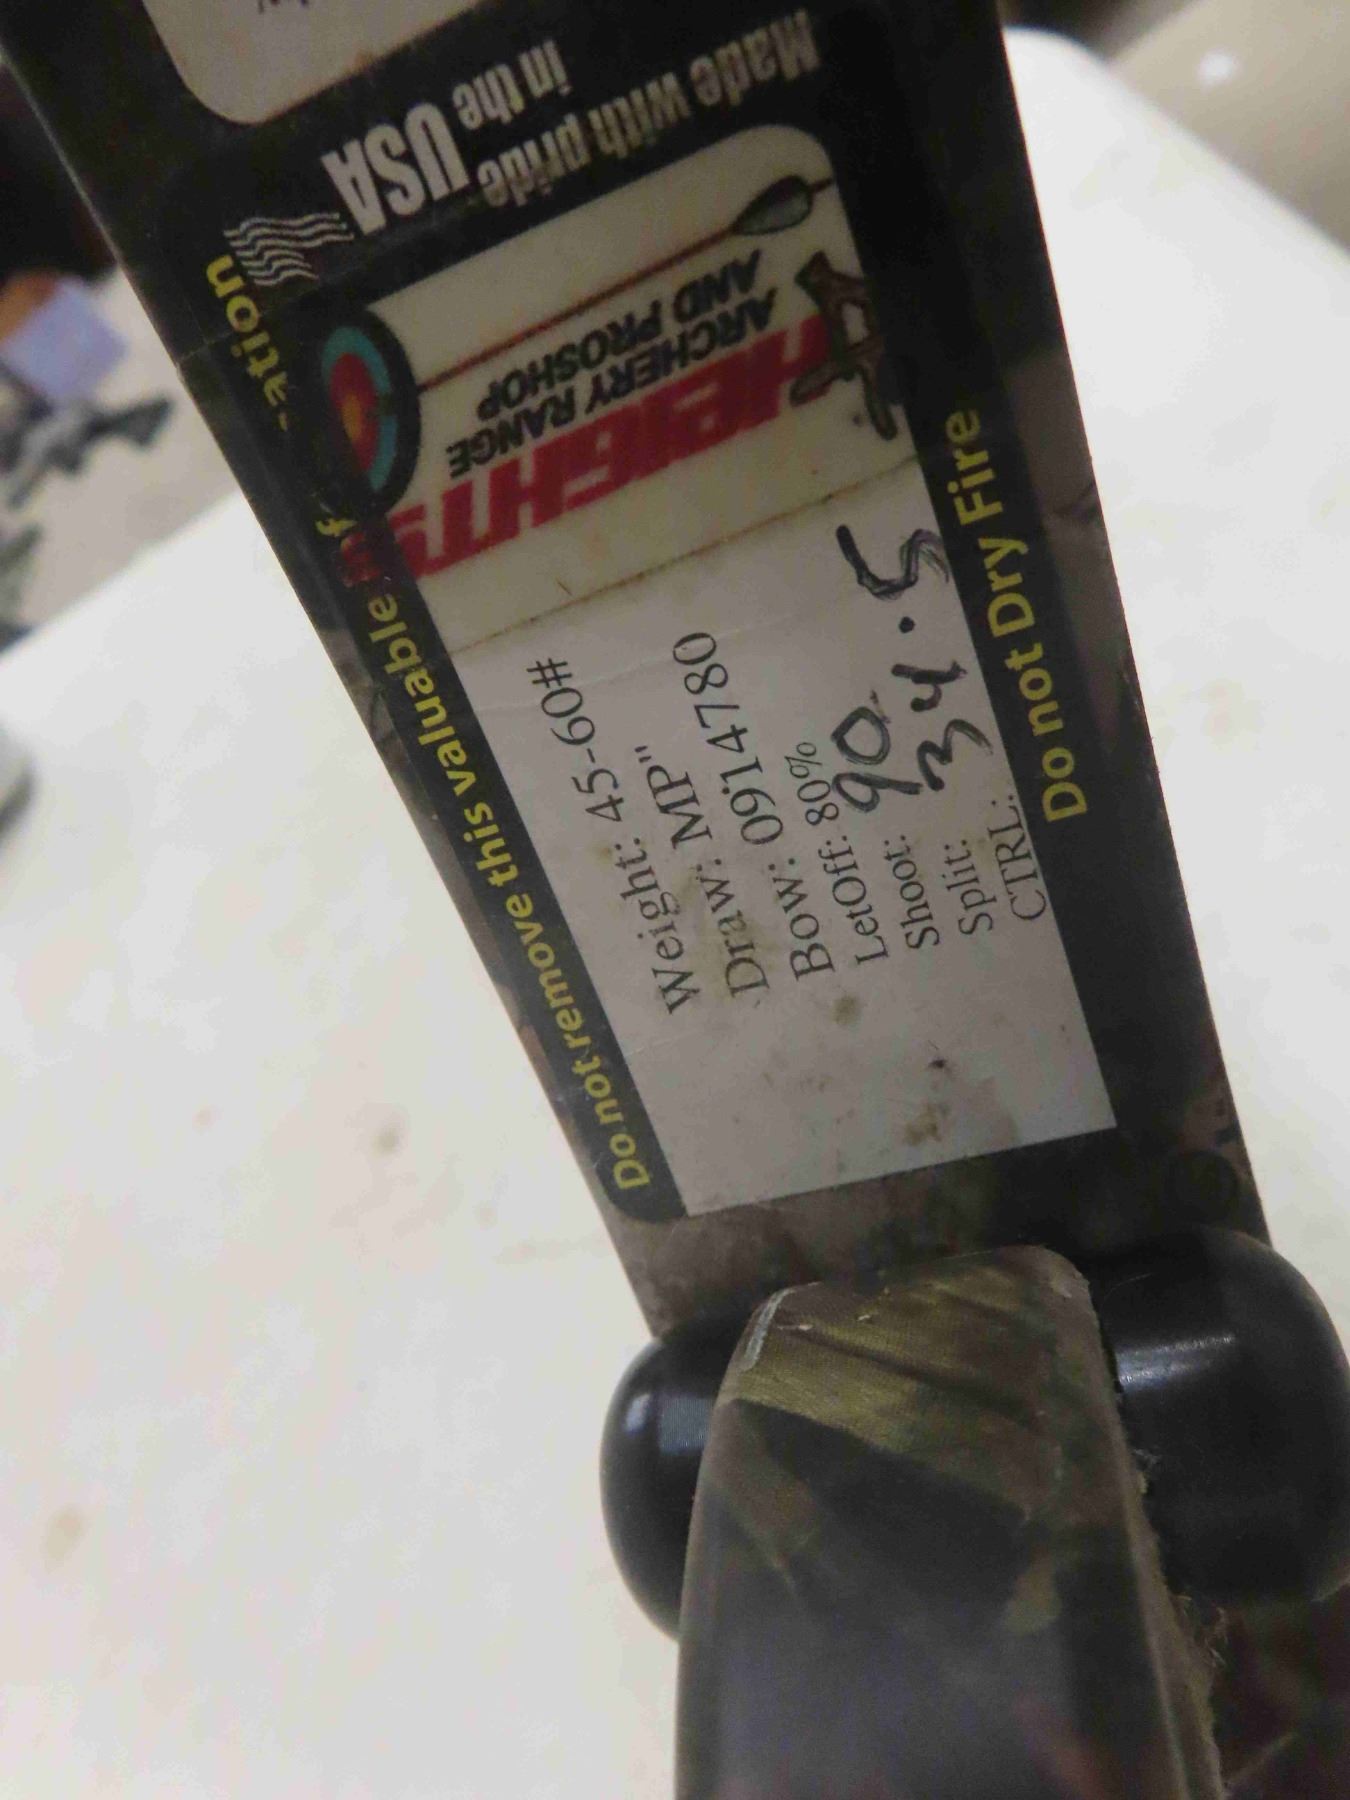 Made with pride
in the USA
HEIGHTS
ARCHERY RANGE
AND PROSHOP
Do not remove this valuable
Weight: 45-60#
Draw: MP"
Bow: 0914780
LetOff: 80%
Shoot: 90
Split: 34.5
CTRL:
Do not Dry Fire